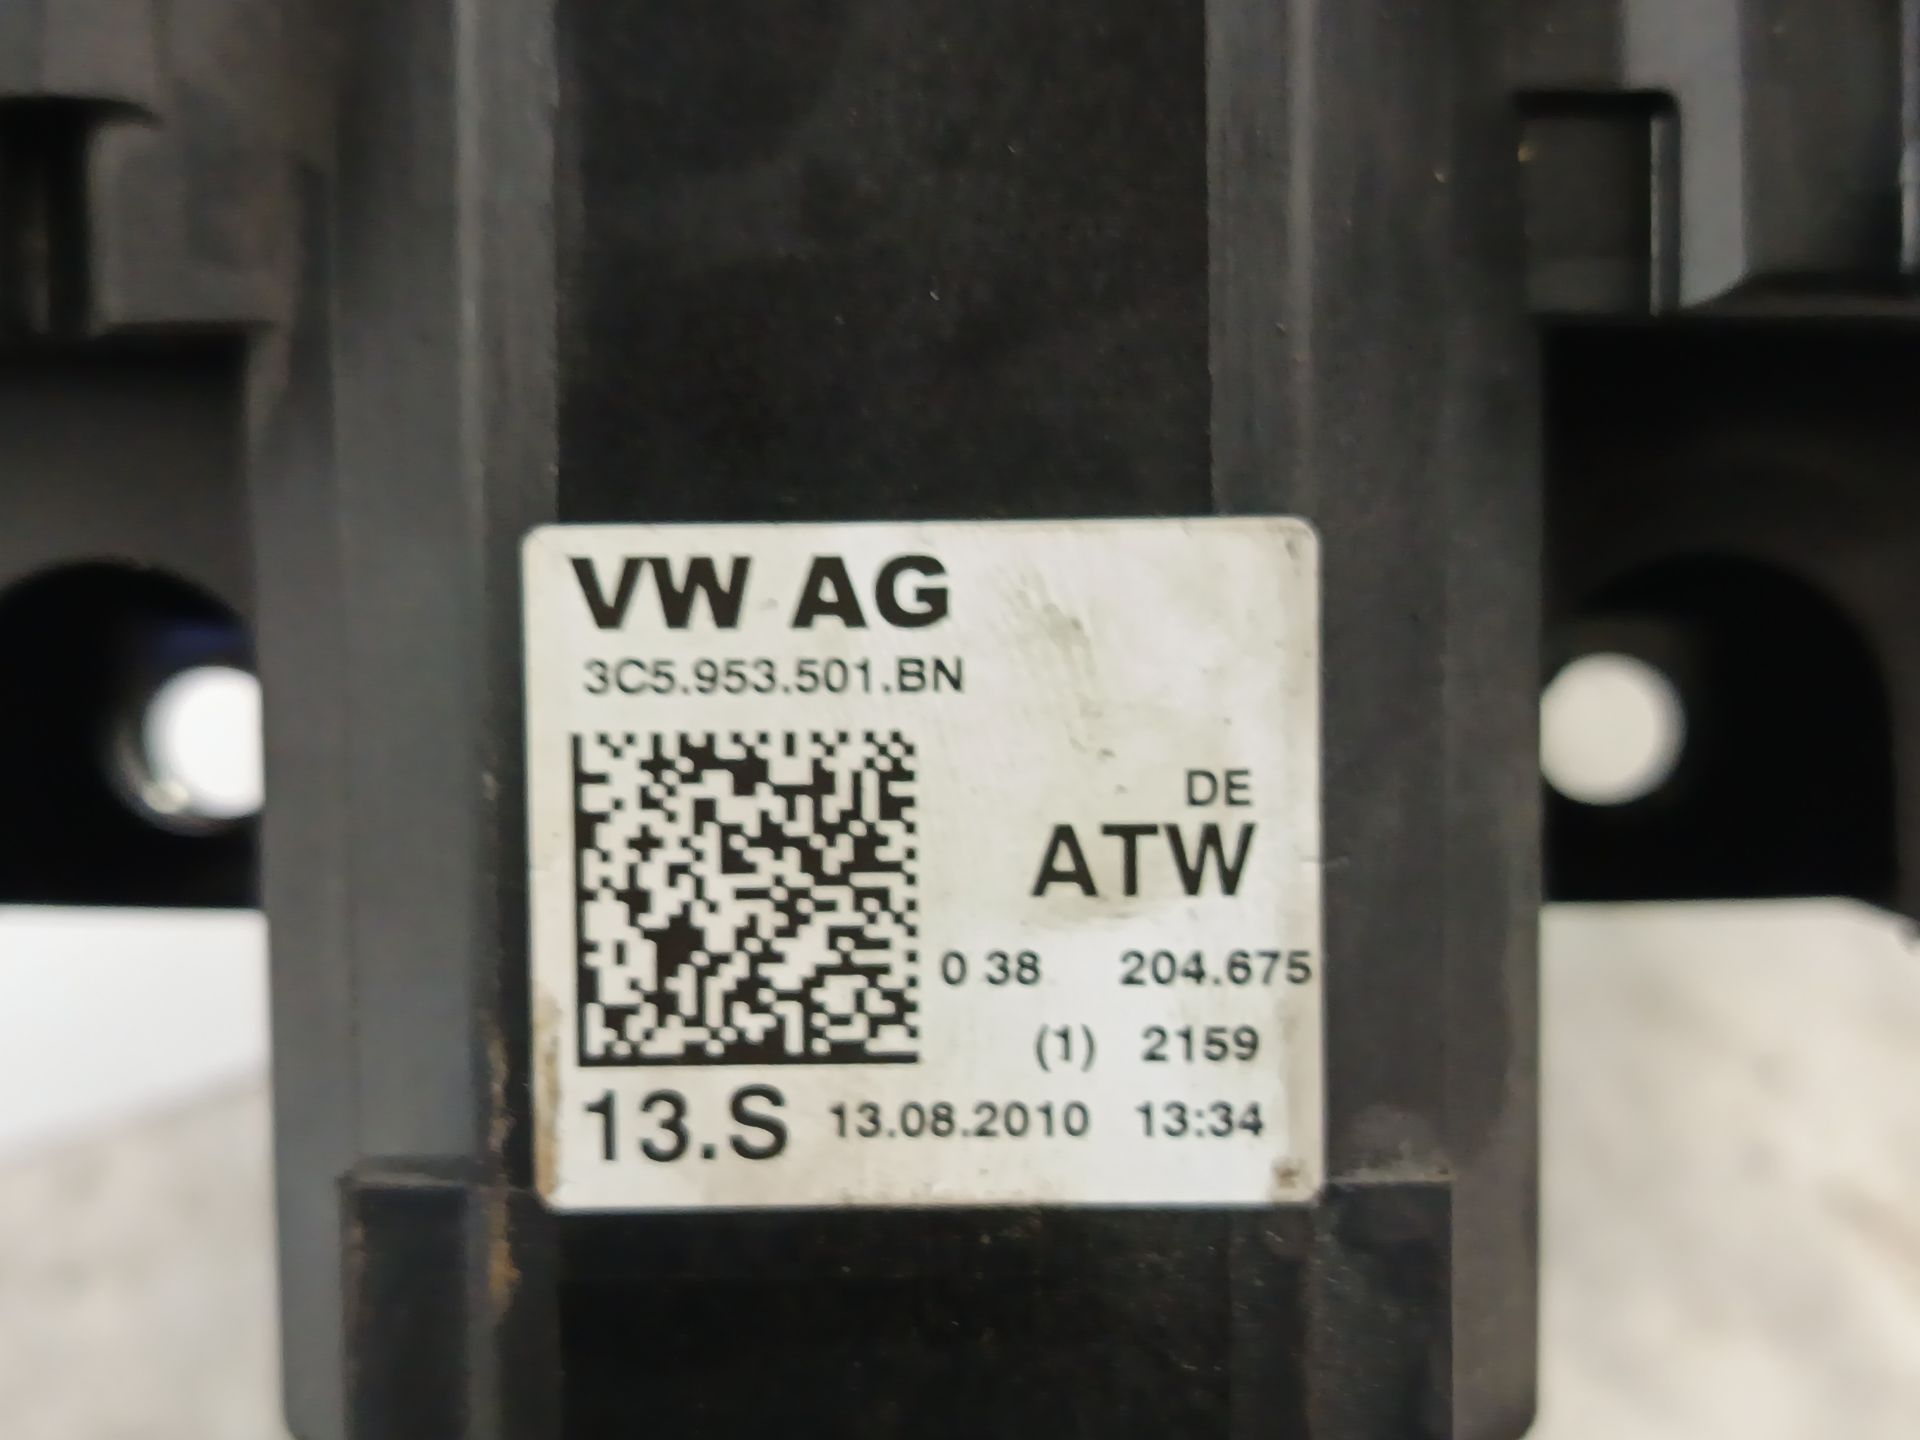 VW AG
3C5.953.501.BN
DE
ATW
0 38 204.675
(1) 2159
13.S 13.08.2010 13:34